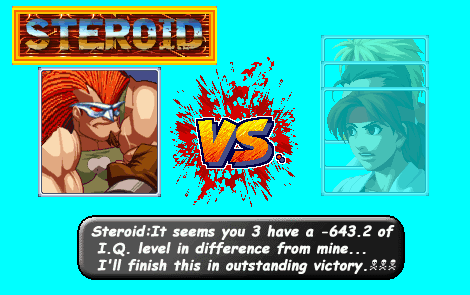 STEROID
VS.
Steroid:It seems you 3 have a -643.2 of
I.Q. level in difference from mine...
I'll finish this in outstanding victory.☠☠☠